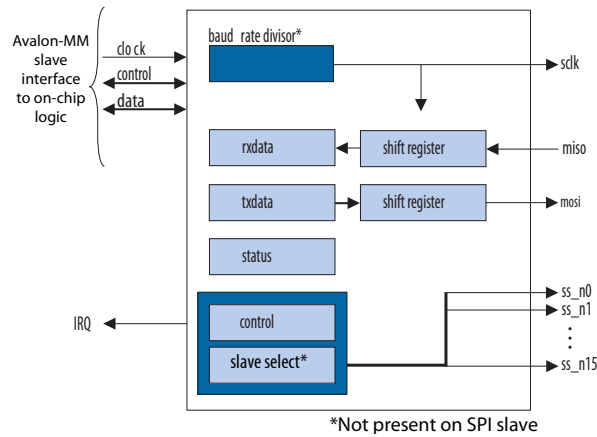 Avalon-MM
slave
interface
to on-chip
logic
clo ck
control
data
baud rate divisor*
sclk
rxdata
shift register
miso
txdata
shift register
mosi
status
IRQ
control
slave select*
ss_n0
ss_n1
ss_n15
*Not present on SPI slave